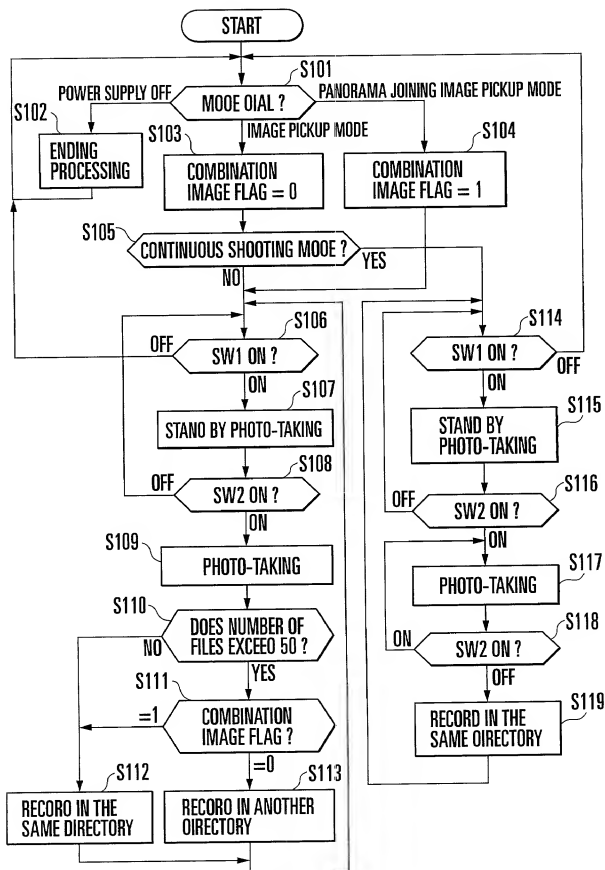 START
S101
POWER SUPPLY OFF
MOOE OIAL ?
PANORAMA JOINING IMAGE PICKUP MODE
S102
S103
IMAGE PICKUP MODE
S104
ENDING
PROCESSING
COMBINATION
IMAGE FLAG = 0
COMBINATION
IMAGE FLAG = 1
S105
CONTINUOUS SHOOTING MOOE ?
YES
NO
S106
OFF
SW1 ON ?
ON
S107
STANO BY PHOTO-TAKING
S108
OFF
SW2 ON ?
ON
S109
PHOTO-TAKING
S110
DOES NUMBER OF
FILES EXCEEO 50 ?
NO
YES
S111
=1
COMBINATION
IMAGE FLAG ?
=0
S112
S113
RECORO IN THE
SAME DIRECTORY
RECORO IN ANOTHER
OIRECTORY
S114
SW1 ON ?
OFF
ON
S115
STAND BY
PHOTO-TAKING
S116
OFF
SW2 ON ?
ON
S117
PHOTO-TAKING
S118
ON
SW2 ON ?
OFF
S119
RECORD IN THE
SAME OIRECTORY